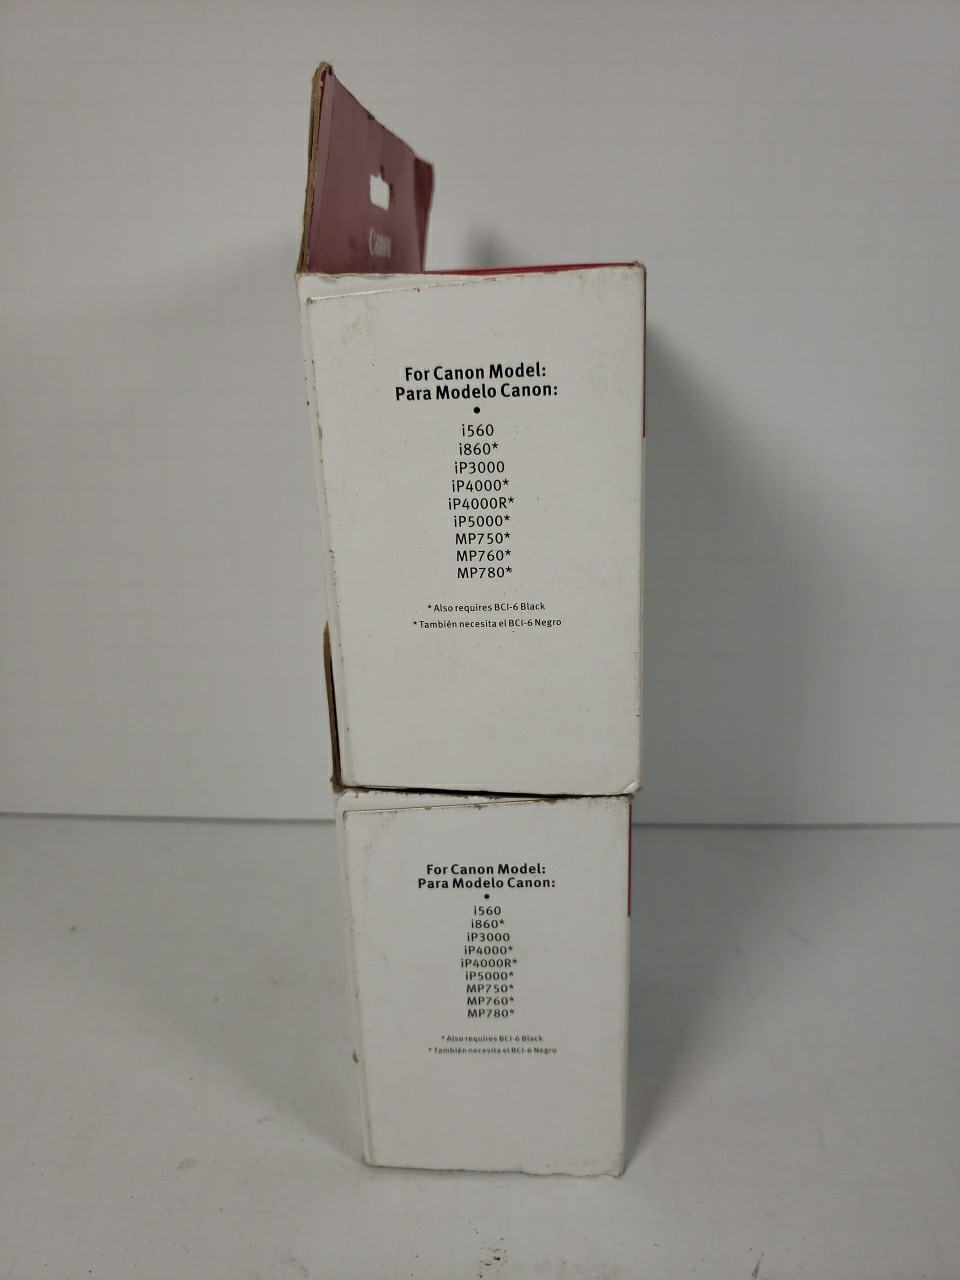 Canon
For Canon Model:
Para Modelo Canon:
•
i560
i860*
iP3000
iP4000*
iP4000R*
iP5000*
MP750*
MP760*
MP780*
* Also requires BCI-6 Black
* También necesita el BCI-6 Negro
For Canon Model:
Para Modelo Canon:
•
i560
i860*
iP3000
iP4000*
iP4000R*
iP5000*
MP750*
MP760*
MP780*
* Also requires BCI-6 Black
* También necesita el BCI-6 Negro